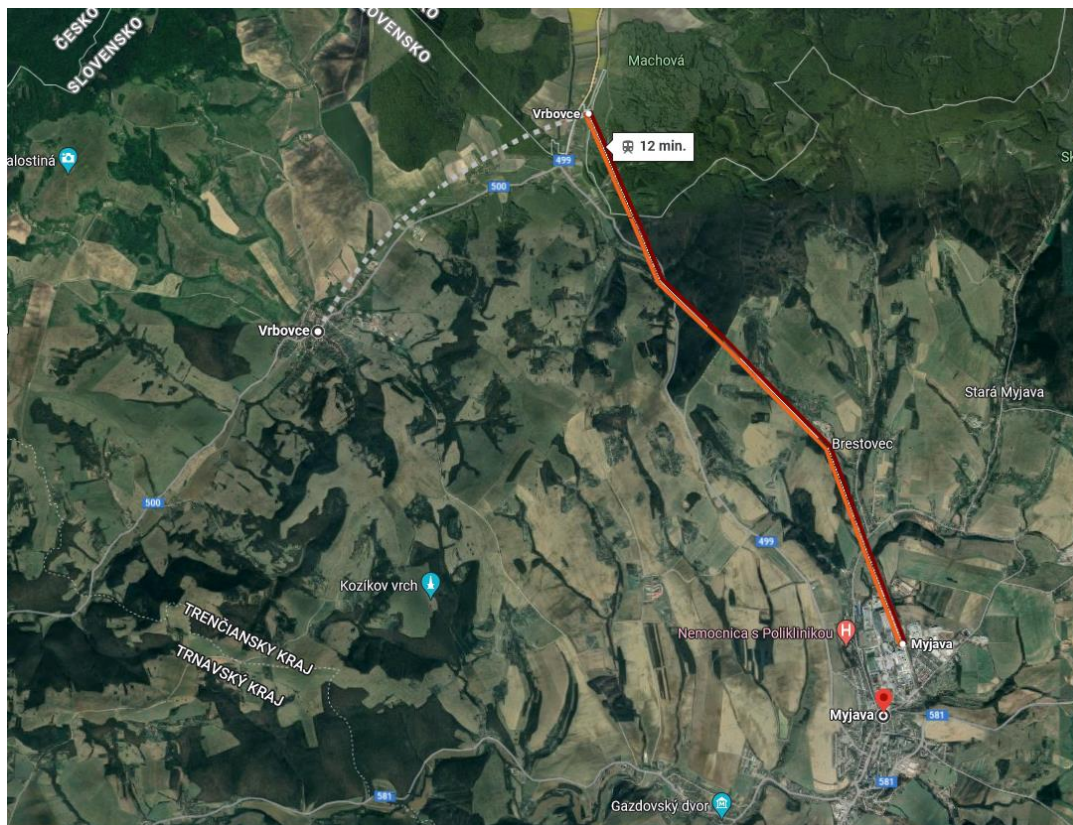 ČESKO
SLOVENSKO
SLOVENSKO
Machová
Vrbovce
12 min.
499
500
Vrbovce
Stará Myjava
Brestovec
500
499
Kozíkov vrch
TRENČIANSKY KRAJ
TRNAVSKÝ KRAJ
Nemocnica s Poliklinikou
H
Myjava
Myjava
581
581
581
Gazdovský dvor